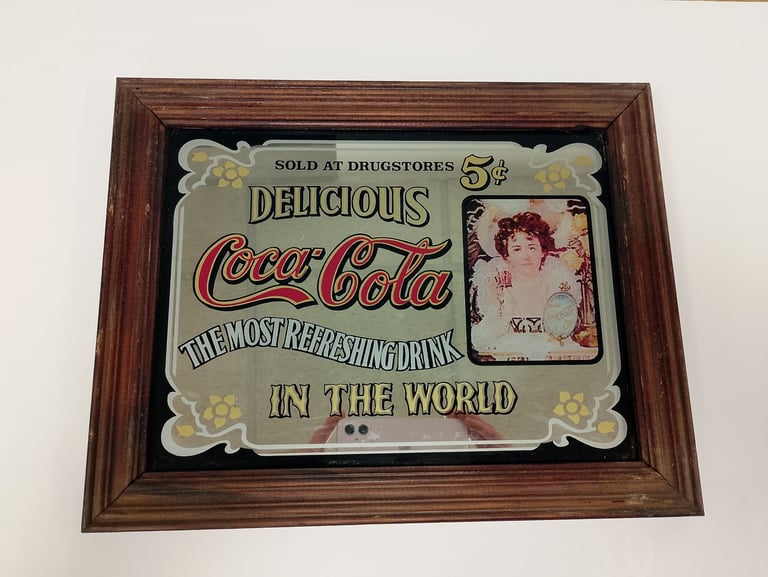 SOLD AT DRUGSTORES 5¢
DELICIOUS
Coca-Cola
THE MOST REFRESHING DRINK
IN THE WORLD